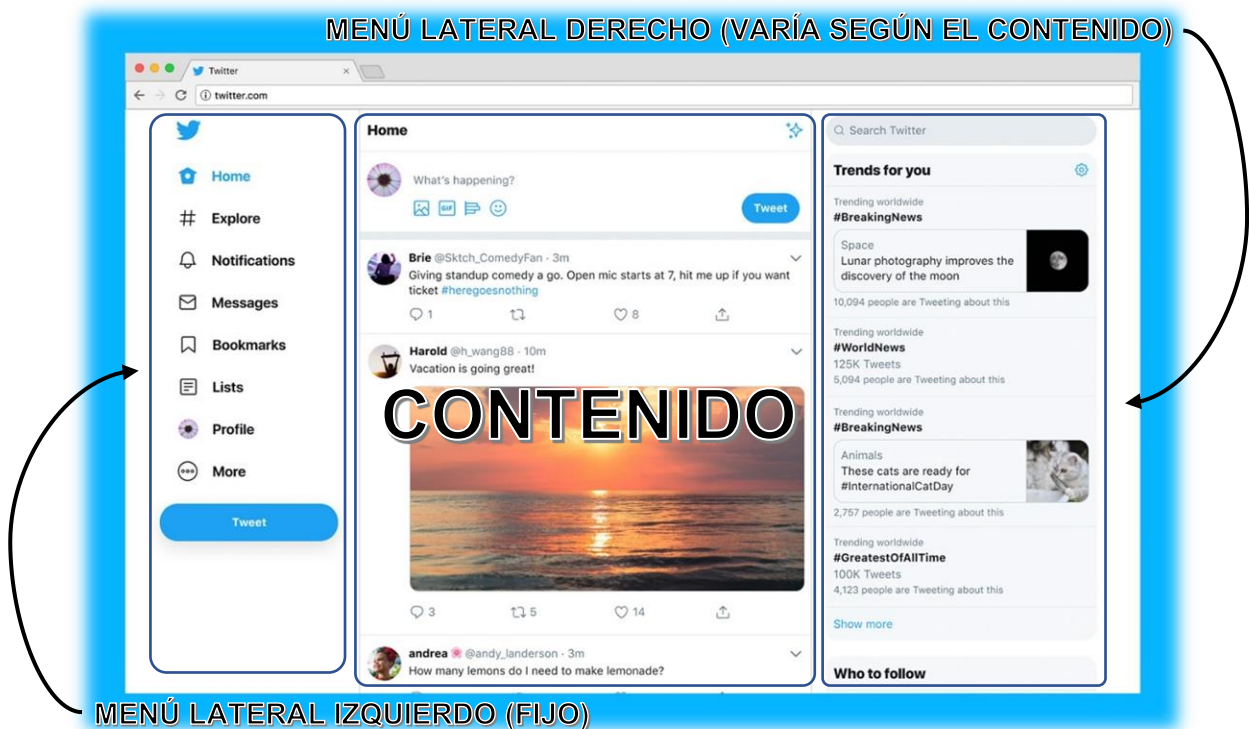 MENÚ LATERAL DERECHO (VARÍA SEGÚN EL CONTENIDO)
Twitter
twitter.com
Home
Explore
Notifications
Messages
Bookmarks
Lists
Profile
More
Tweet
Home
What's happening?
GIF
Tweet
Brie @Sktch_ComedyFan · 3m
Giving standup comedy a go. Open mic starts at 7, hit me up if you want
ticket #heregoesnothing
1
8
Harold @h_wang88 · 10m
Vacation is going great!
CONTENIDO
3
5
14
andrea @andy_landerson · 3m
How many lemons do I need to make lemonade?
Search Twitter
Trends for you
Trending worldwide
#BreakingNews
Space
Lunar photography improves the
discovery of the moon
10,094 people are Tweeting about this
Trending worldwide
#WorldNews
125K Tweets
5,094 people are Tweeting about this
Trending worldwide
#BreakingNews
Animals
These cats are ready for
#InternationalCatDay
2,757 people are Tweeting about this
Trending worldwide
#GreatestOfAllTime
100K Tweets
4,123 people are Tweeting about this
Show more
Who to follow
MENÚ LATERAL IZQUIERDO (FIJO)